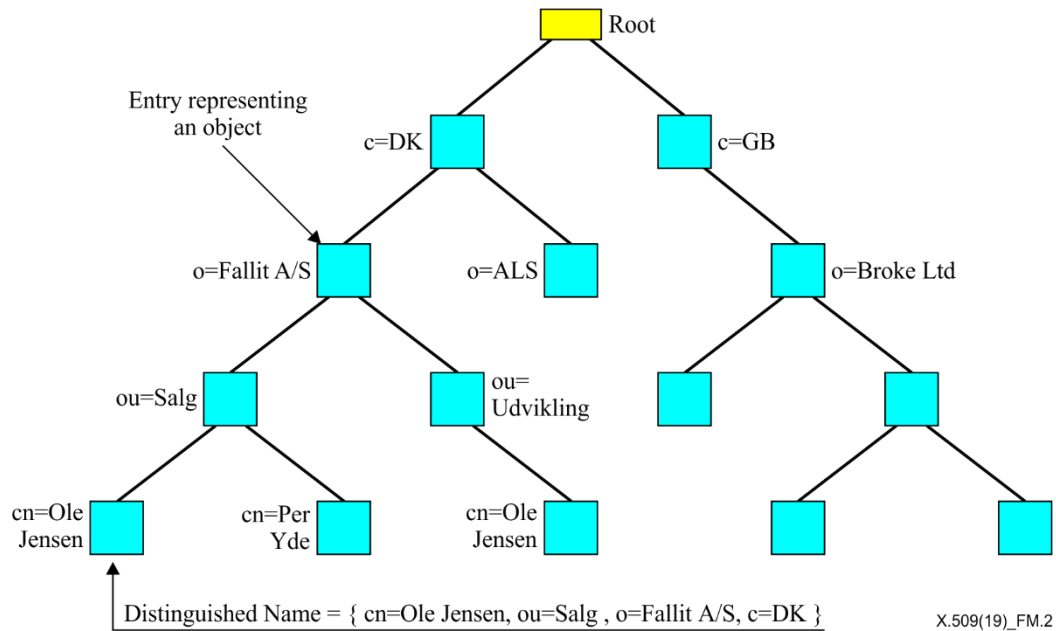 Root
Entry representing
an object
c=DK
c=GB
o=Fallit A/S
o=ALS
o=Broke Ltd
ou=Salg
ou=
Udvikling
cn=Ole
Jensen
cn=Per
Yde
cn=Ole
Jensen
Distinguished Name = { cn=Ole Jensen, ou=Salg , o=Fallit A/S, c=DK }
X.509(19)_FM.2